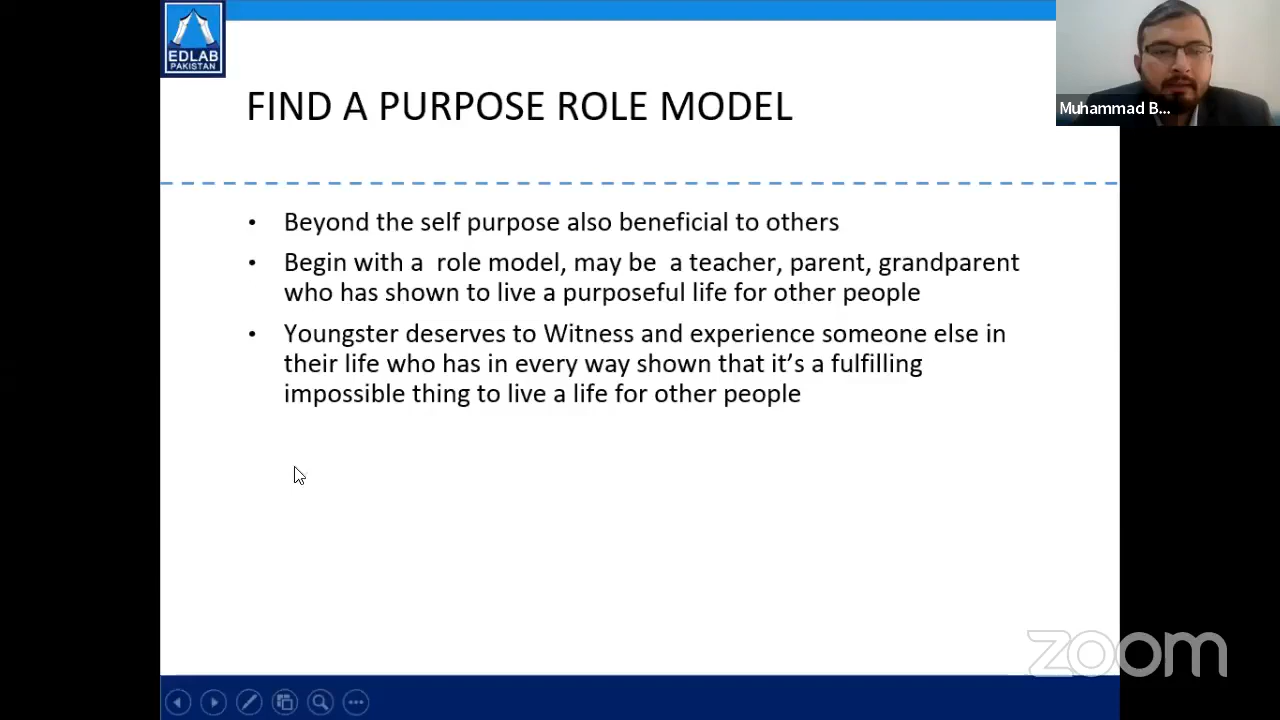 EDLAB
PAKISTAN
Muhammad B...
FIND A PURPOSE ROLE MODEL
• Beyond the self purpose also beneficial to others
• Begin with a role model, may be a teacher, parent, grandparent
who has shown to live a purposeful life for other people
• Youngster deserves to Witness and experience someone else in
their life who has in every way shown that it’s a fulfilling
impossible thing to live a life for other people
zoom